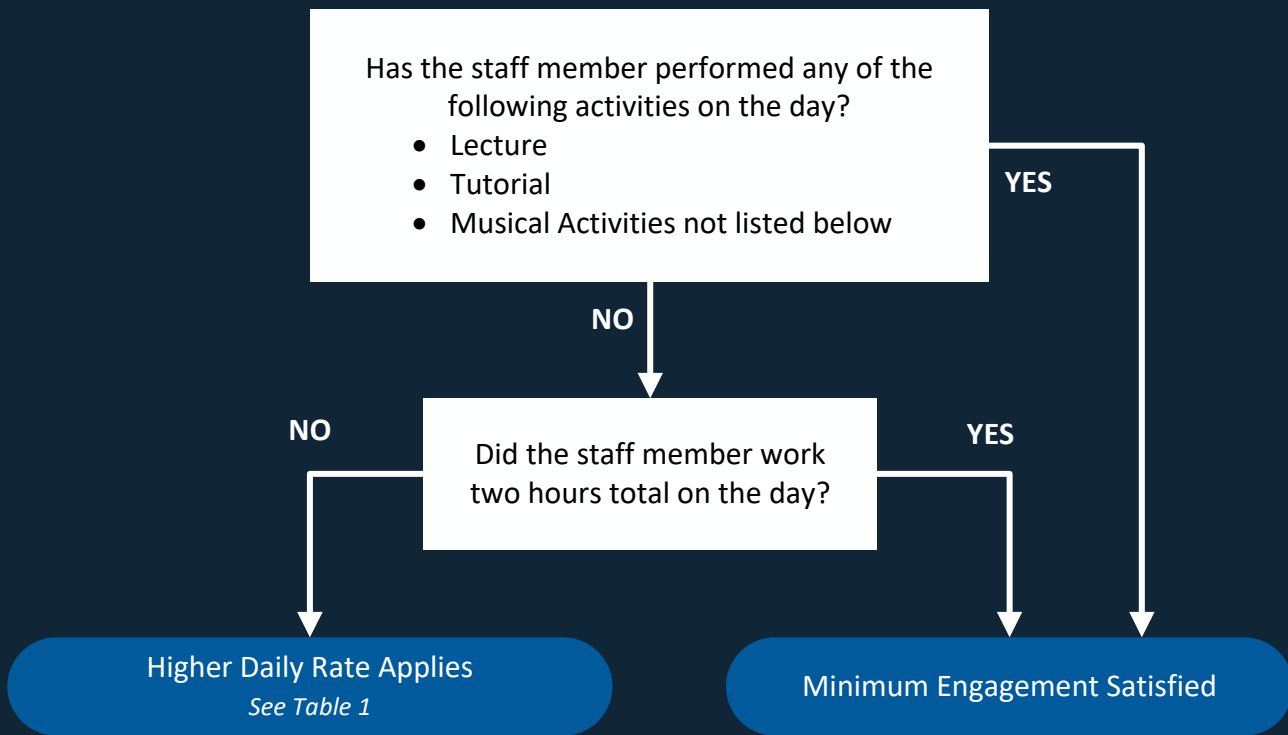 Has the staff member performed any of the
following activities on the day?
• Lecture
• Tutorial
• Musical Activities not listed below
YES
NO
NO
YES
Did the staff member work
two hours total on the day?
Higher Daily Rate Applies
See Table 1
Minimum Engagement Satisfied